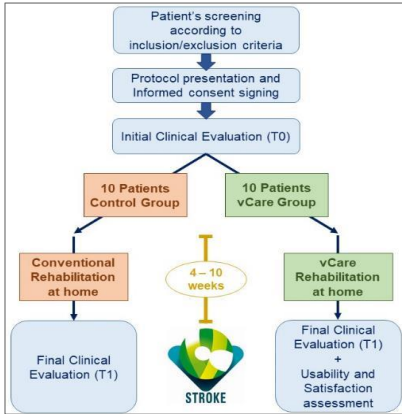 Patient's screening
according to
inclusion/exclusion criteria
Protocol presentation and
Informed consent signing
Initial Clinical Evaluation (T0)
10 Patients
Control Group
10 Patients
vCare Group
Conventional
Rehabilitation
at home
4 – 10
weeks
vCare
Rehabilitation
at home
Final Clinical
Evaluation (T1)
STROKE
Final Clinical
Evaluation (T1)
+
Usability and
Satisfaction
assessment